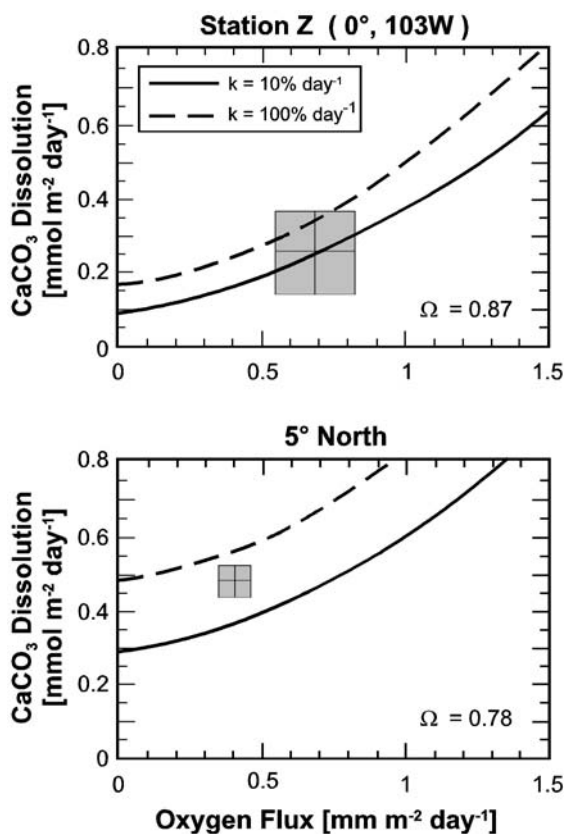 Station Z ( 0°, 103W )
0.8
k = 10% day⁻¹
k = 100% day⁻¹
0.6
0.4
0.2
0
CaCO₃ Dissolution
[mmol m⁻² day⁻¹]
Ω = 0.87
0 0.5 1 1.5
5° North
0.8
0.6
0.4
0.2
0
CaCO₃ Dissolution
[mmol m⁻² day⁻¹]
Ω = 0.78
0 0.5 1 1.5
Oxygen Flux [mm m⁻² day⁻¹]